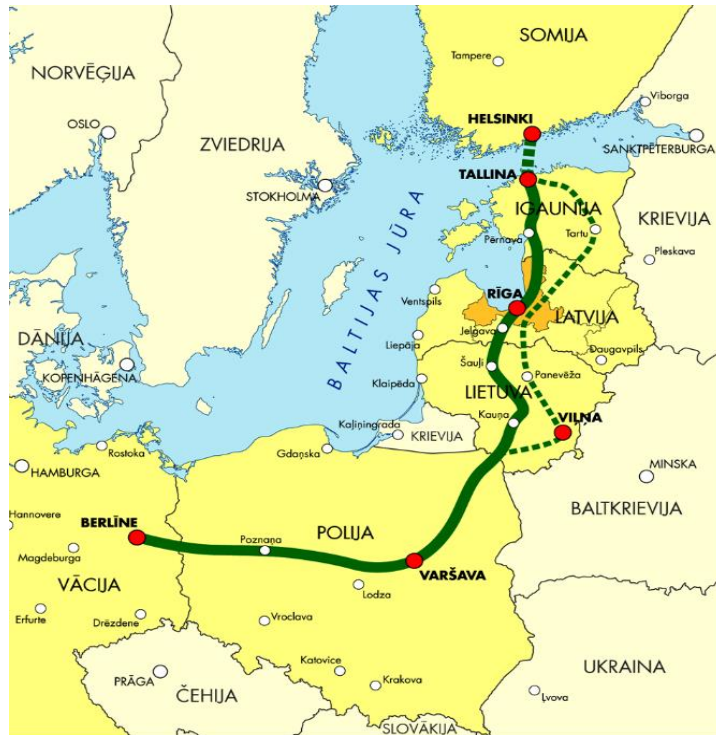 SOMIJA
Tampere
NORVĒĢIJA
Viborga
HELSINKI
OSLO
SANKTPĒTERBURGA
ZVIEDRIJA
TALLINA
STOKHOLMA
IGAUNIJA
KRIEVIJA
Pērnava
Tartu
BALTIJAS JŪRA
Pleskava
RĪGA
Ventspils
LATVIJA
Jelgava
DĀNIJA
Liepāja
Daugavpils
KOPENHĀGENA
Šauļi
Klaipēda
Panevēža
LIETUVA
Kauņa
VIĻŅA
Kaļiņingrada
KRIEVIJA
Rostoka
Gdaņska
HAMBURGA
MINSKA
BALTKRIEVIJA
Hannovere
BERLĪNE
POLIJA
Poznaņa
Magdeburga
VARŠAVA
VĀCIJA
Lodza
Erfurte
Drēzdene
Vroclava
UKRAINA
Katovice
PRĀGA
Krakova
ČEHIJA
Ļvova
SLOVĀKIJA